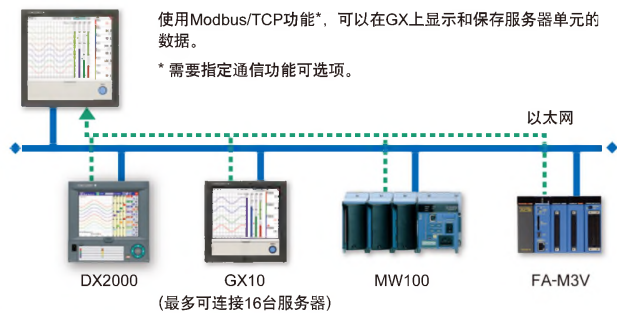 使用Modbus/TCP功能*，可以在GX上显示和保存服务器单元的
数据。
* 需要指定通信功能可选项。
以太网
DX2000
GX10
MW100
FA-M3V
(最多可连接16台服务器)